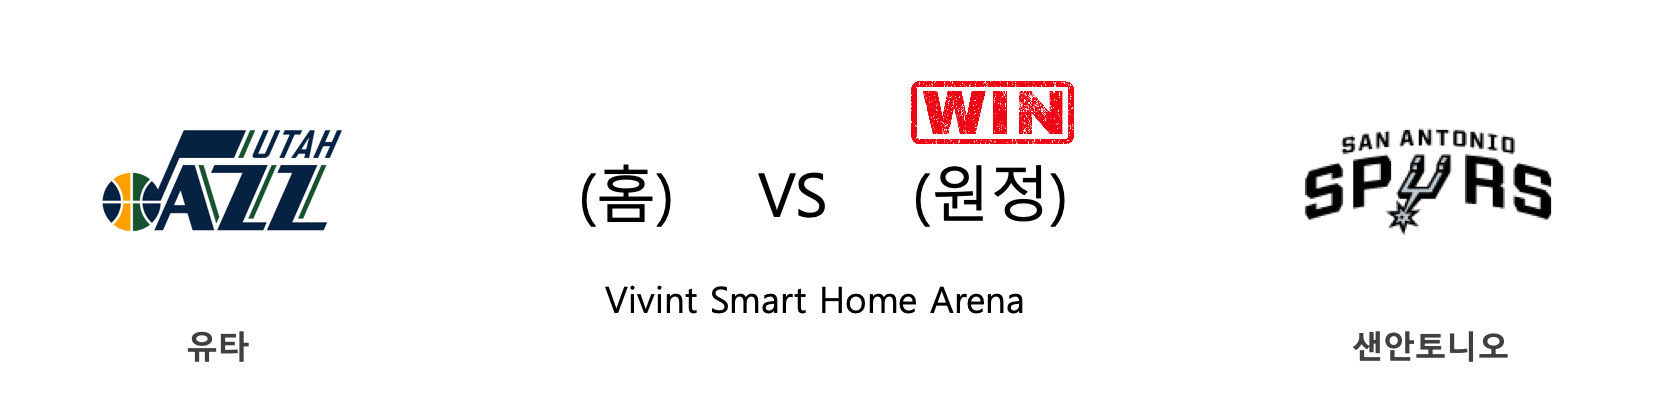 WIN
UTAH
JAZZ
(홈) VS (원정)
SAN ANTONIO
SPURS
Vivint Smart Home Arena
유타
샌안토니오